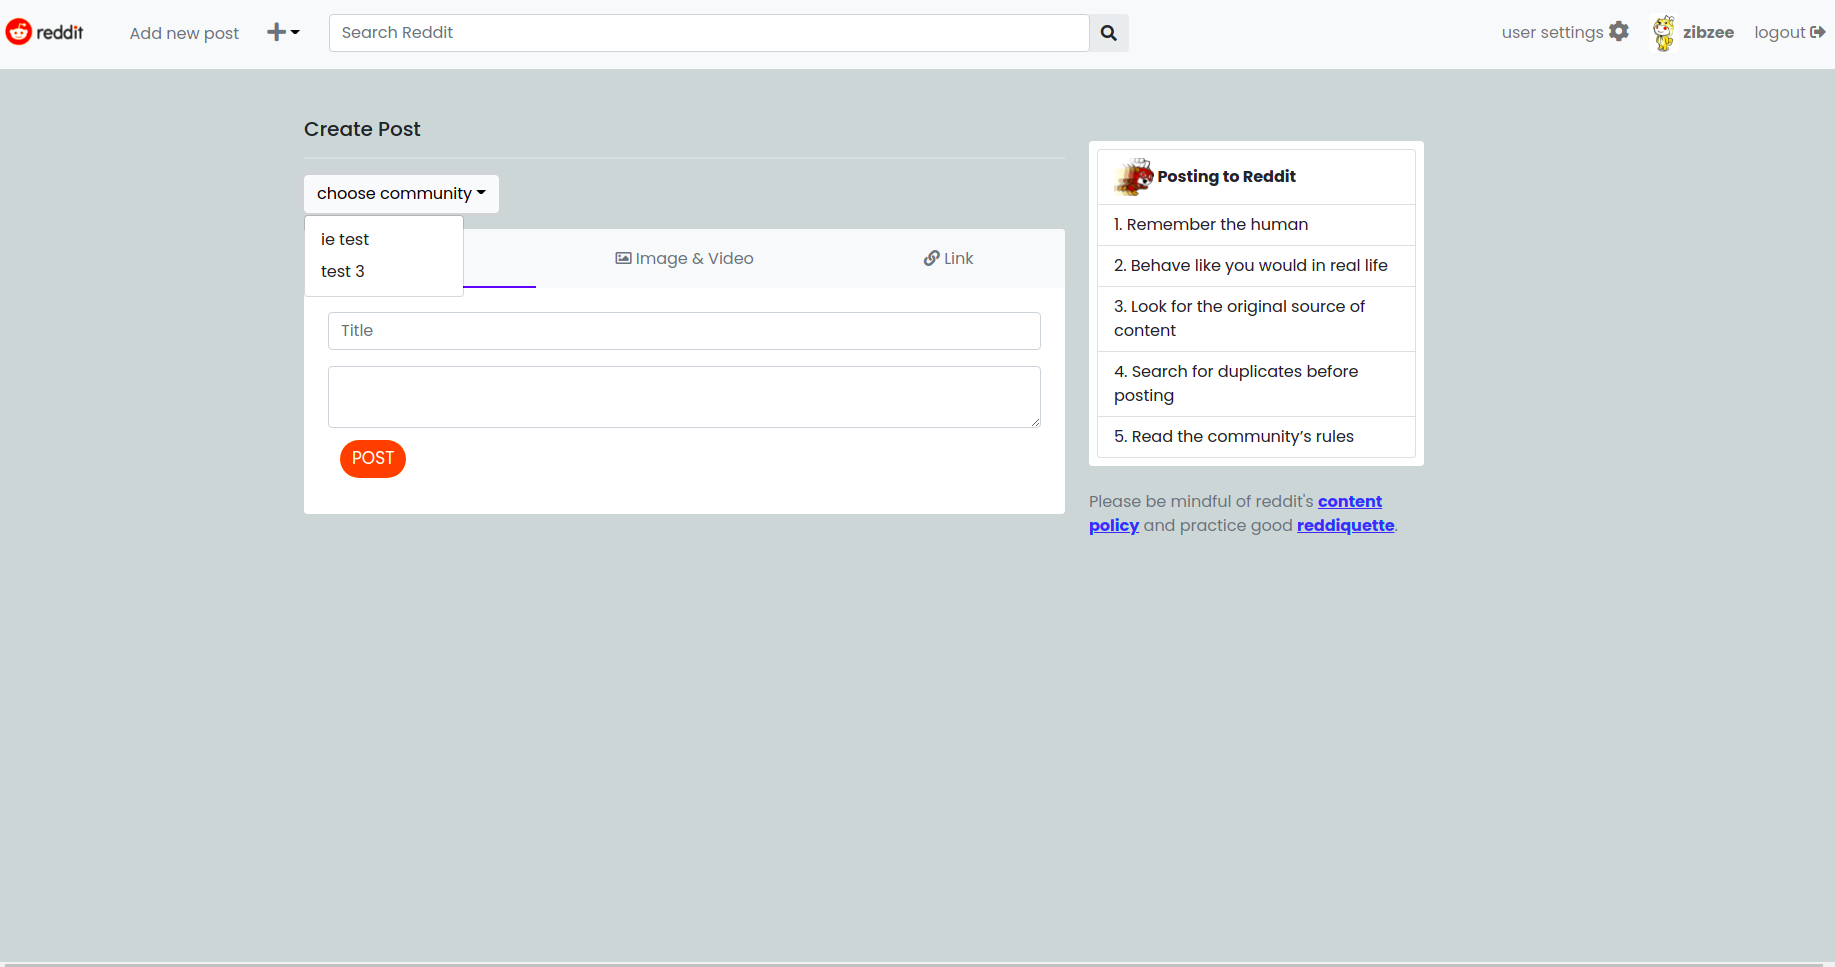 reddit
Add new post
Search Reddit
user settings
zibzee
logout
Create Post
choose community
ie test
test 3
Image & Video
Link
Title
POST
Posting to Reddit
1. Remember the human
2. Behave like you would in real life
3. Look for the original source of
content
4. Search for duplicates before
posting
5. Read the community’s rules
Please be mindful of reddit's content
policy and practice good reddiquette.